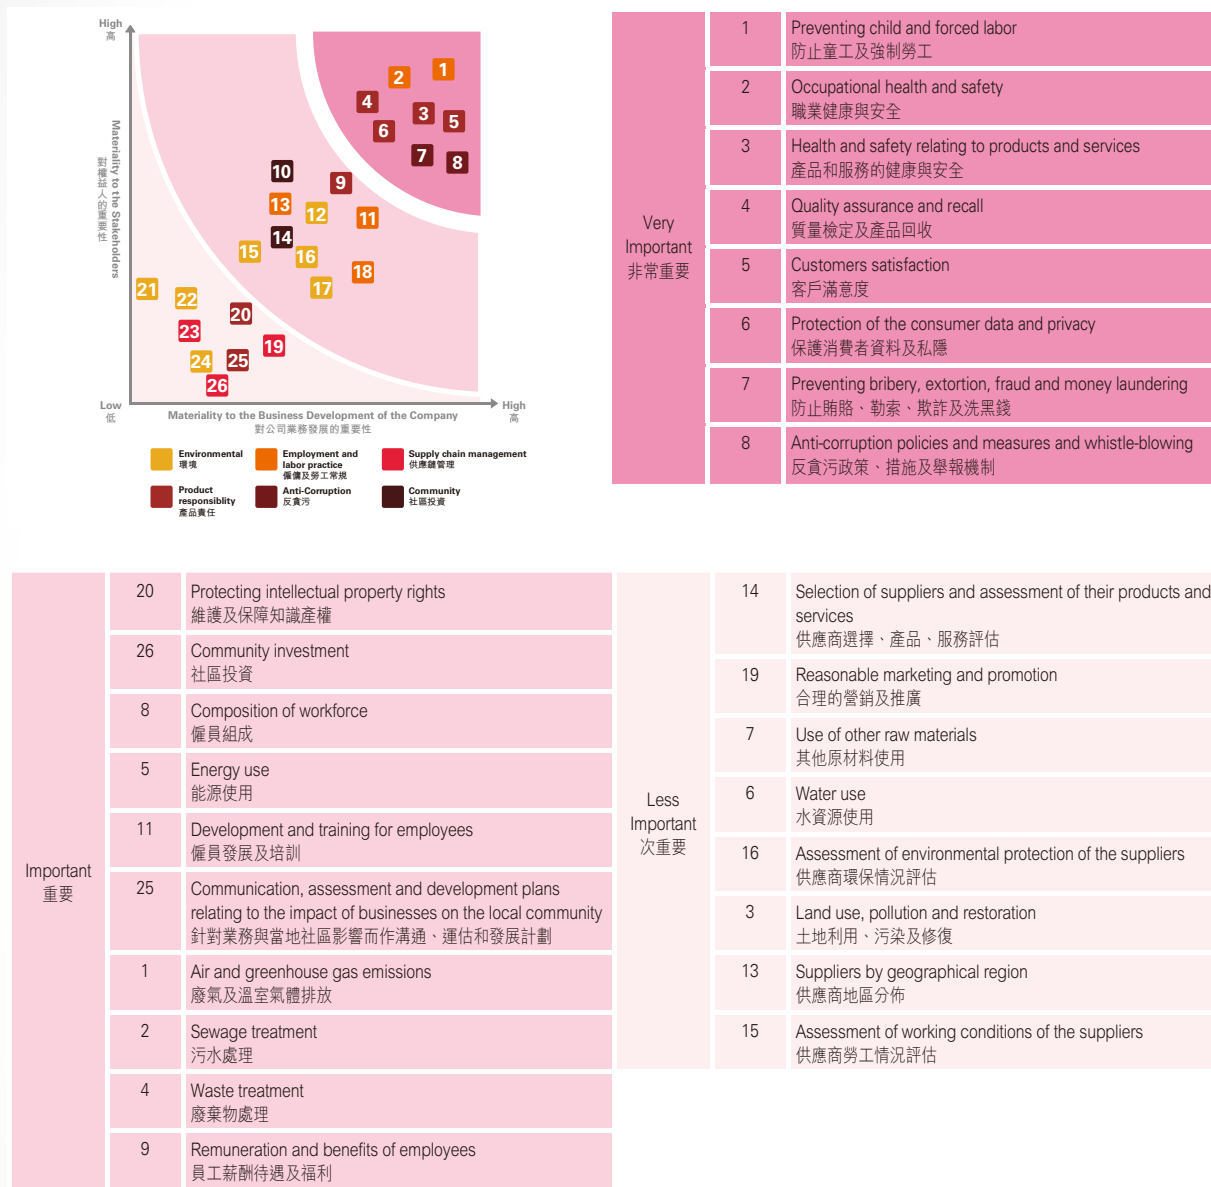 High
高
Materiality to the Stakeholders
對權益人的重要性
1
2
4
3
5
6
7
8
10
9
13
12
11
14
15
16
18
17
21
22
20
23
19
24
25
26
Low
低
Materiality to the Business Development of the Company
對公司業務發展的重要性
High
高
Environmental
環境
Employment and
labor practice
僱傭及勞工常規
Supply chain management
供應鏈管理
Product
responsiblity
產品責任
Anti-Corruption
反貪污
Community
社區投資
Very
Important
非常重要
1 Preventing child and forced labor
防止童工及強制勞工
2 Occupational health and safety
職業健康與安全
3 Health and safety relating to products and services
產品和服務的健康與安全
4 Quality assurance and recall
質量檢定及產品回收
5 Customers satisfaction
客戶滿意度
6 Protection of the consumer data and privacy
保護消費者資料及私隱
7 Preventing bribery, extortion, fraud and money laundering
防止賄賂、勒索、欺詐及洗黑錢
8 Anti-corruption policies and measures and whistle-blowing
反貪污政策、措施及舉報機制
Important
重要
20 Protecting intellectual property rights
維護及保障知識產權
26 Community investment
社區投資
8 Composition of workforce
僱員組成
5 Energy use
能源使用
11 Development and training for employees
僱員發展及培訓
25 Communication, assessment and development plans
relating to the impact of businesses on the local community
針對業務與當地社區影響而作溝通、運估和發展計劃
1 Air and greenhouse gas emissions
廢氣及溫室氣體排放
2 Sewage treatment
污水處理
4 Waste treatment
廢棄物處理
9 Remuneration and benefits of employees
員工薪酬待遇及福利
Less
Important
次重要
14 Selection of suppliers and assessment of their products and
services
供應商選擇、產品、服務評估
19 Reasonable marketing and promotion
合理的營銷及推廣
7 Use of other raw materials
其他原材料使用
6 Water use
水資源使用
16 Assessment of environmental protection of the suppliers
供應商環保情況評估
3 Land use, pollution and restoration
土地利用、污染及修復
13 Suppliers by geographical region
供應商地區分佈
15 Assessment of working conditions of the suppliers
供應商勞工情況評估